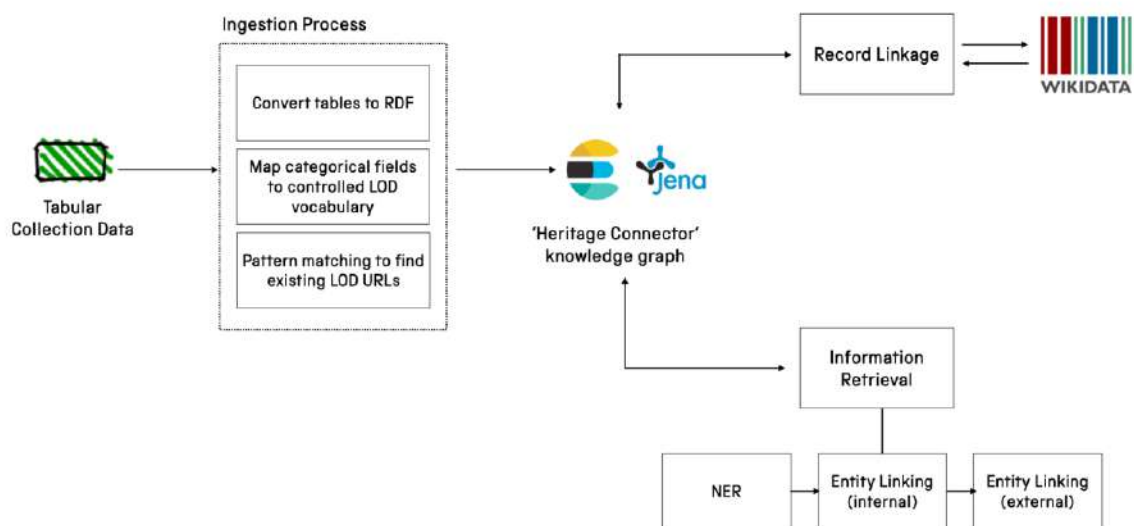 Ingestion Process
Convert tables to RDF
Map categorical fields
to controlled LOD
vocabulary
Pattern matching to find
existing LOD URLs
Tabular
Collection Data
Jena
'Heritage Connector'
knowledge graph
Record Linkage
WIKIDATA
Information
Retrieval
NER
Entity Linking
(internal)
Entity Linking
(external)